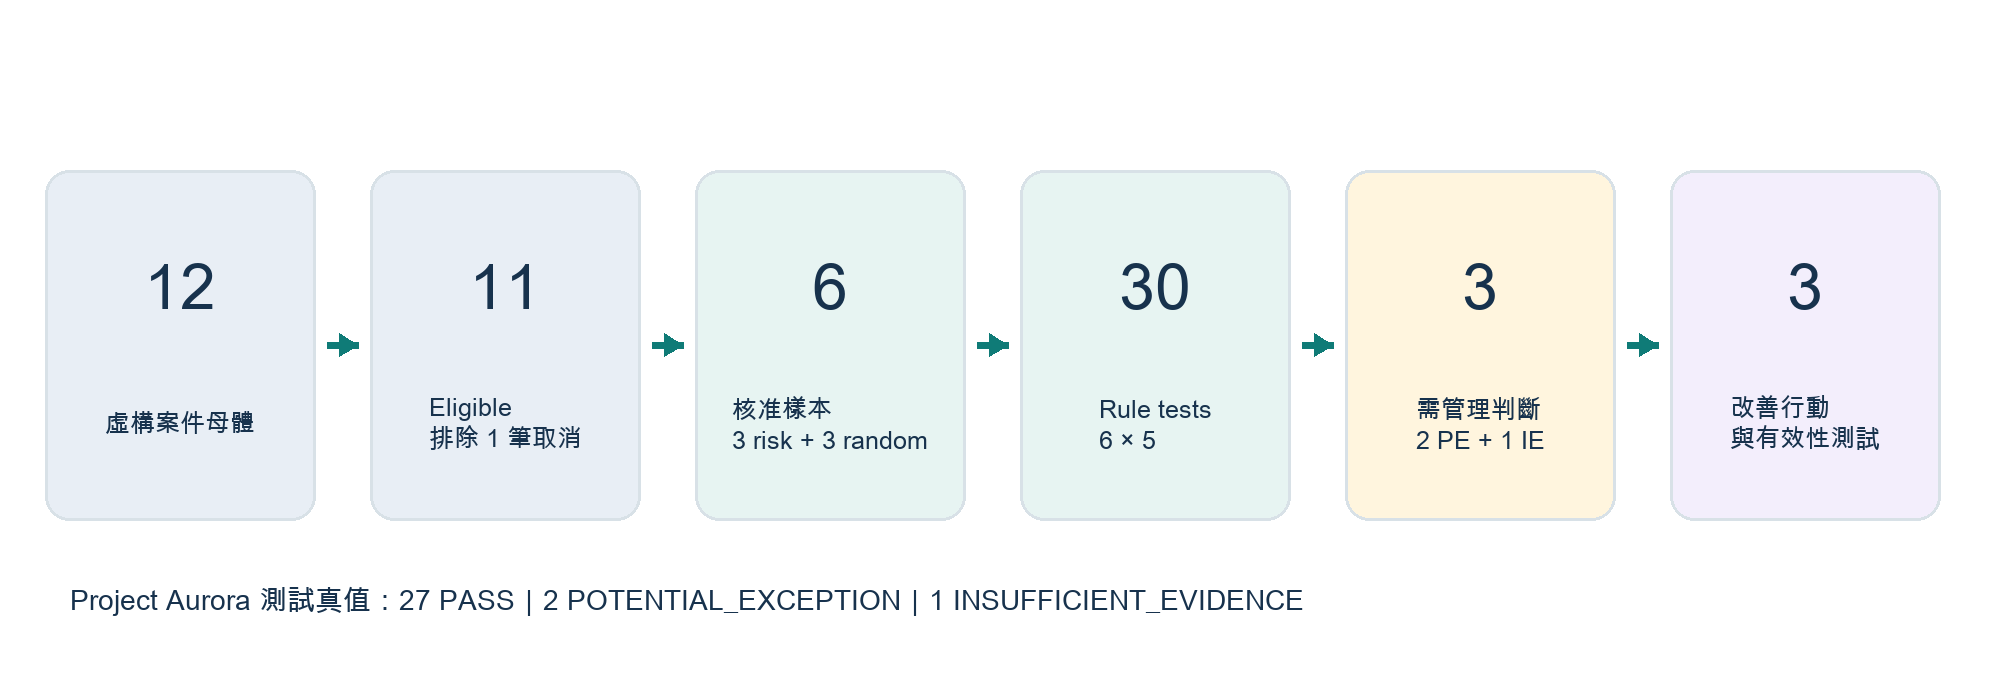 12
虛構案件母體
11
Eligible
排除 1 筆取消
6
核准樣本
3 risk + 3 random
30
Rule tests
6 × 5
3
需管理判斷
2 PE + 1 IE
3
改善行動
與有效性測試
Project Aurora 測試真值：27 PASS | 2 POTENTIAL_EXCEPTION | 1 INSUFFICIENT_EVIDENCE